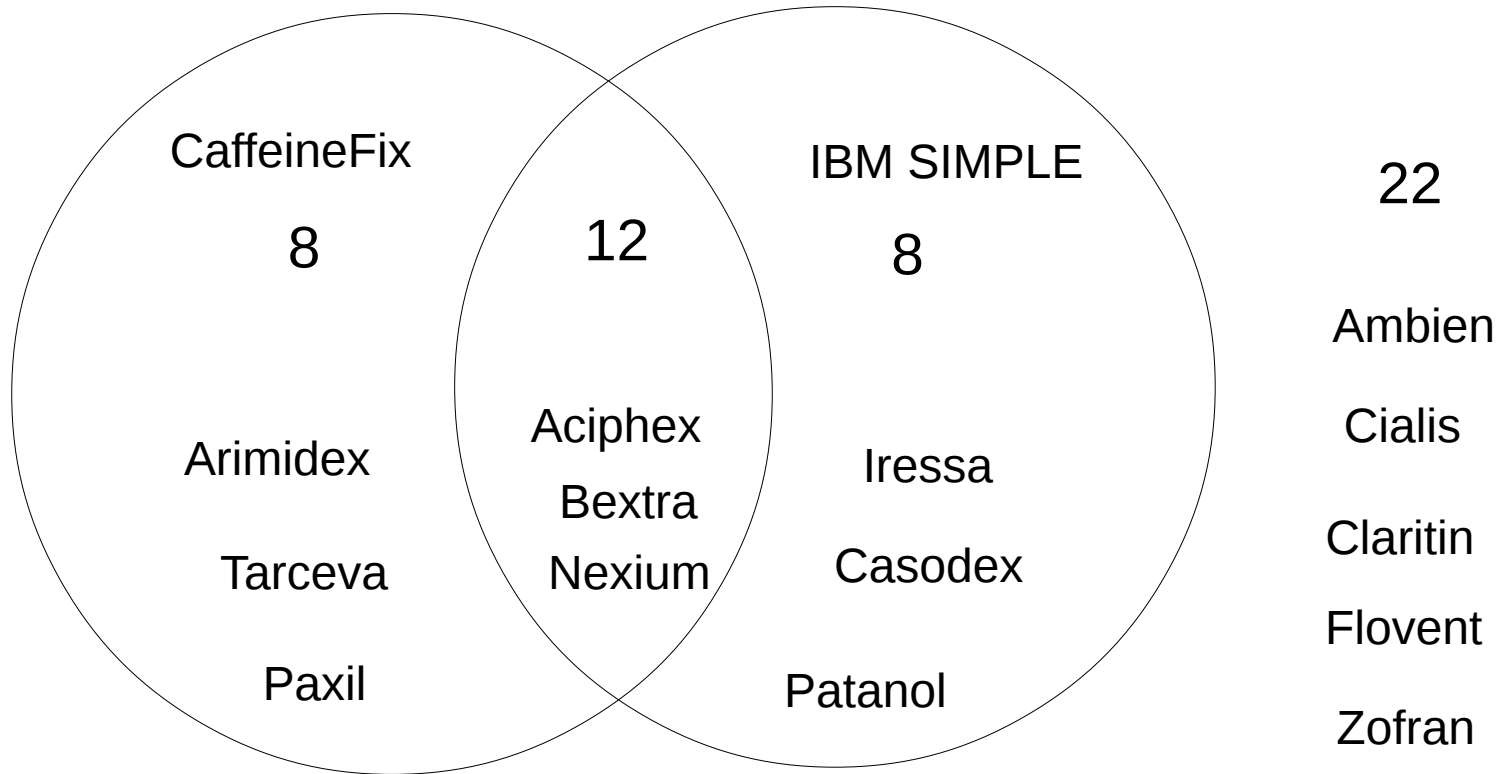 CaffeineFix
8
Arimidex
Tarceva
Paxil
12
Aciphex
Bextra
Nexium
IBM SIMPLE
8
Iressa
Casodex
Patanol
22
Ambien
Cialis
Claritin
Flovent
Zofran